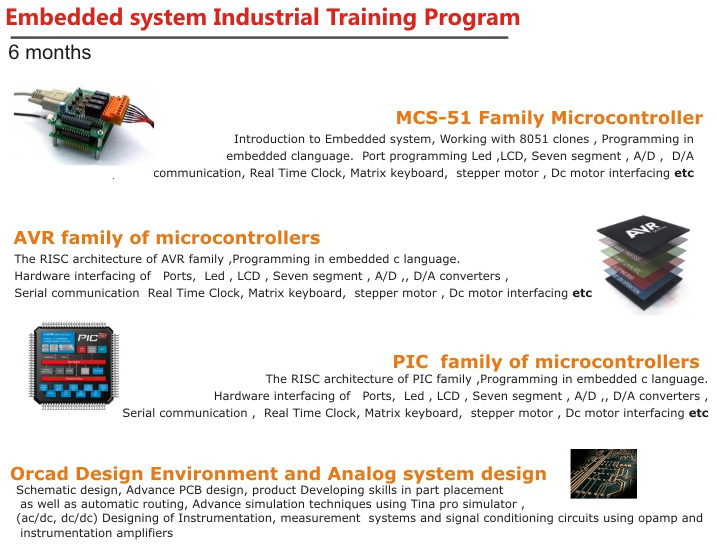 Embedded system Industrial Training Program
6 months
MCS-51 Family Microcontroller
Introduction to Embedded system, Working with 8051 clones , Programming in
embedded clanguage.  Port programming Led ,LCD, Seven segment , A/D ,  D/A
communication, Real Time Clock, Matrix keyboard,  stepper motor , Dc motor interfacing etc
AVR family of microcontrollers
The RISC architecture of AVR family ,Programming in embedded c language.
Hardware interfacing of   Ports,  Led , LCD , Seven segment , A/D ,, D/A converters ,
Serial communication  Real Time Clock, Matrix keyboard,  stepper motor , Dc motor interfacing etc
AVR
PIC
PIC  family of microcontrollers
The RISC architecture of PIC family ,Programming in embedded c language.
Hardware interfacing of   Ports,  Led , LCD , Seven segment , A/D ,, D/A converters ,
Serial communication ,  Real Time Clock, Matrix keyboard,  stepper motor , Dc motor interfacing etc
Orcad Design Environment and Analog system design
Schematic design, Advance PCB design, product Developing skills in part placement
as well as automatic routing, Advance simulation techniques using Tina pro simulator ,
(ac/dc, dc/dc) Designing of Instrumentation, measurement  systems and signal conditioning circuits using opamp and
instrumentation amplifiers